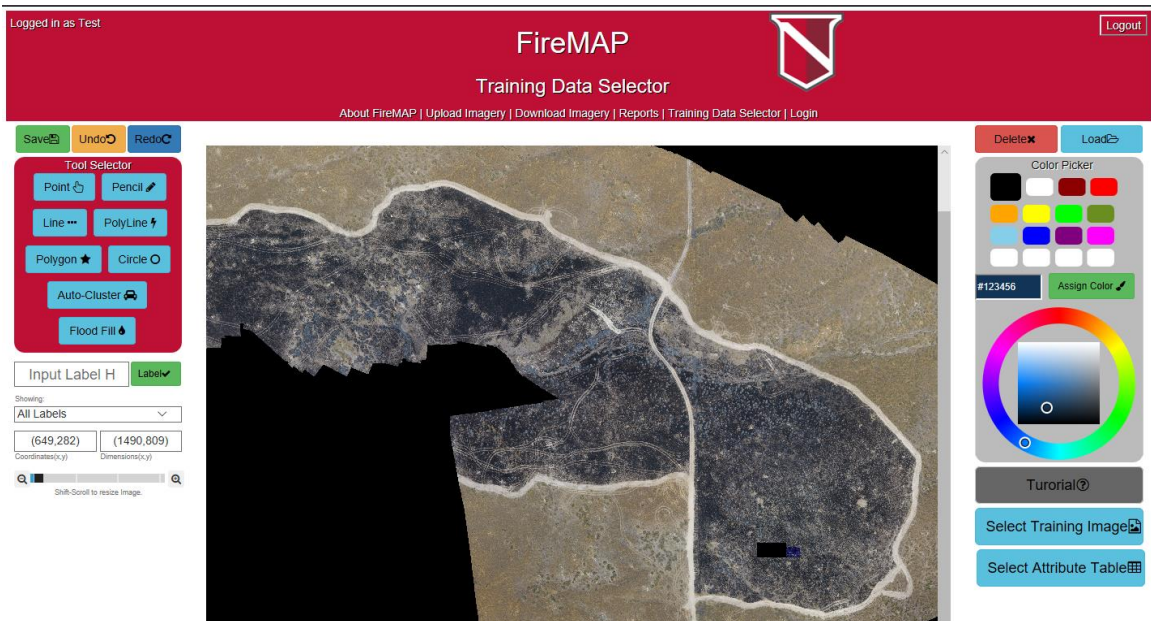 Logged in as Test
Logout
FireMAP
Training Data Selector
About FireMAP | Upload Imagery | Download Imagery | Reports | Training Data Selector | Login
Save Undo Redo
Tool Selector
Point Pencil
Line PolyLine
Polygon Circle
Auto-Cluster
Flood Fill
Input Label H Label
Showing:
All Labels
(649,282) (1490,809)
Coordinates(x,y) Dimensions(x,y)
Shift-Scroll to resize Image.
Delete Load
Color Picker
#123456 Assign Color
Turorial
Select Training Image
Select Attribute Table